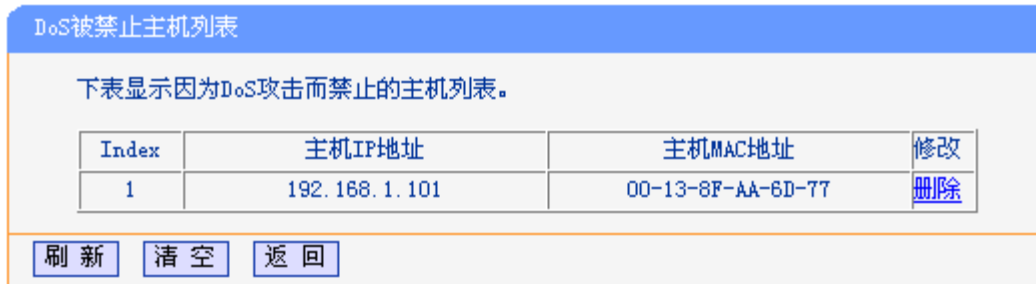 DoS被禁止主机列表
下表显示因为DoS攻击而禁止的主机列表。
Index 主机IP地址 主机MAC地址 修改
1 192.168.1.101 00-13-8F-AA-6D-77 删除
刷 新 清 空 返 回